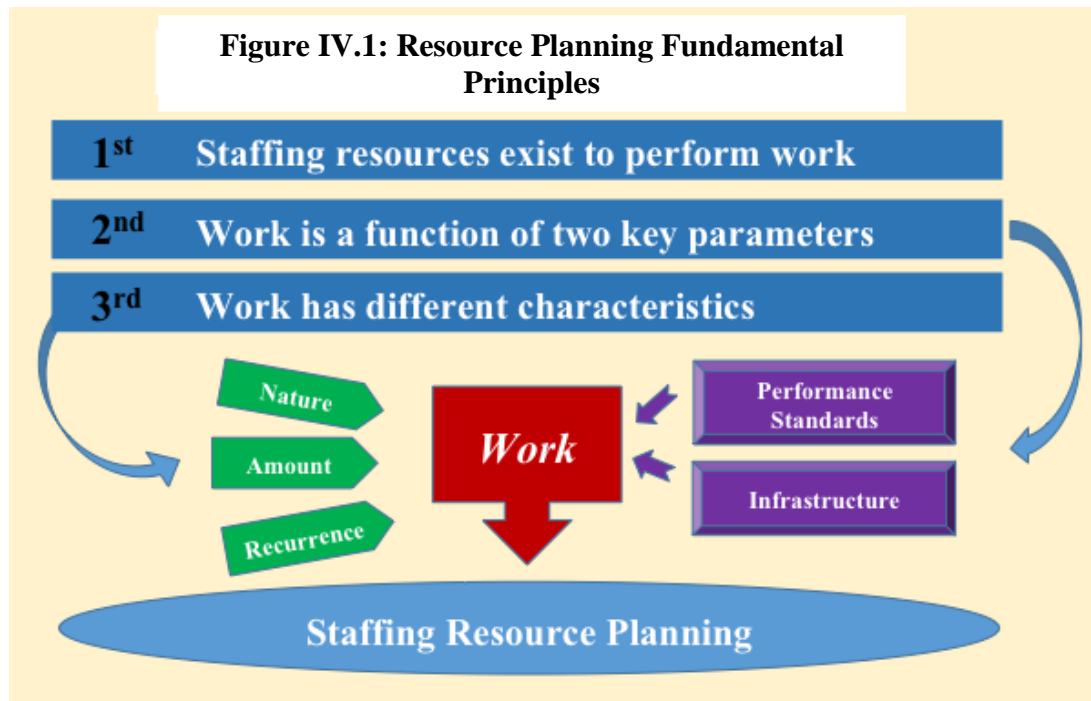 Figure IV.1: Resource Planning Fundamental
Principles
1st Staffing resources exist to perform work
2nd Work is a function of two key parameters
3rd Work has different characteristics
Nature
Amount
Recurrence
Work
Performance
Standards
Infrastructure
Staffing Resource Planning